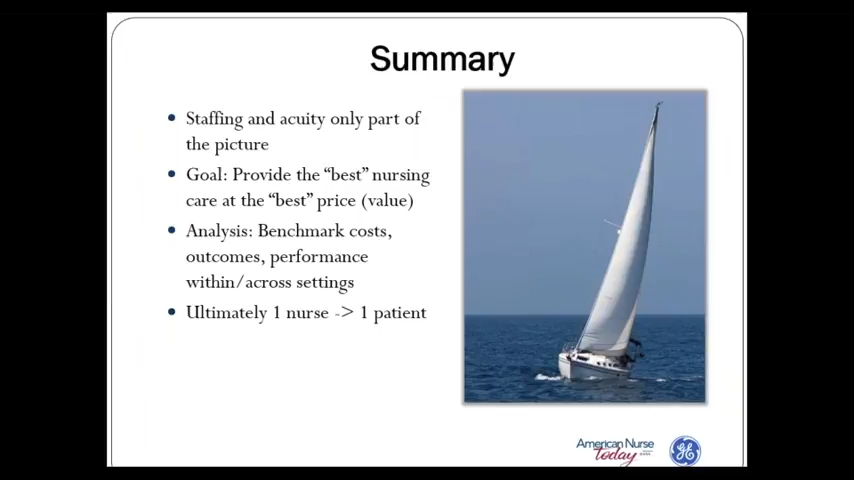 Summary
Staffing and acuity only part of
the picture
Goal: Provide the “best” nursing
care at the “best” price (value)
Analysis: Benchmark costs,
outcomes, performance
within/across settings
Ultimately 1 nurse -> 1 patient
American Nurse
Today
GE